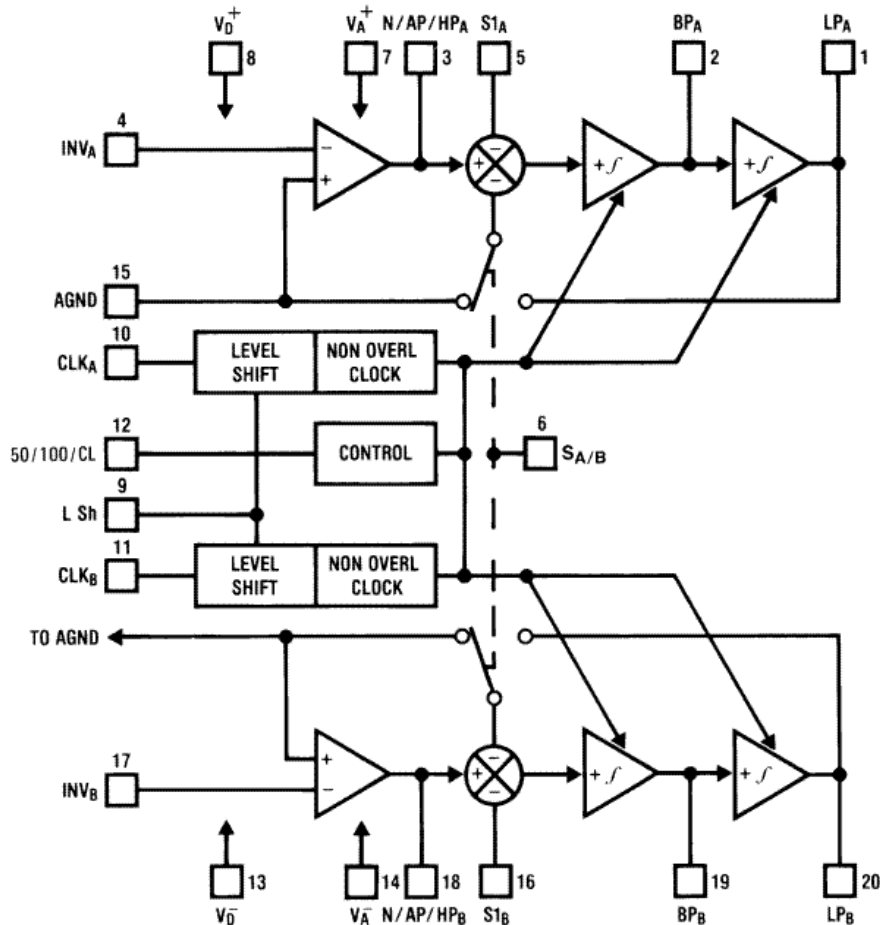 V_D^+ V_A^+ N/AP/HP_A S1_A BP_A LP_A
8 7 3 5 2 1
4
INV_A
− +
+ − −
+∫ +∫
15
AGND
10
CLK_A LEVEL SHIFT NON OVERL CLOCK
12
50/100/CL CONTROL
6
S_A/B
9
L Sh
11
CLK_B LEVEL SHIFT NON OVERL CLOCK
TO AGND
17
INV_B
+ −
+ − −
+∫ +∫
13 14 18 16 19 20
V_D^- V_A^- N/AP/HP_B S1_B BP_B LP_B